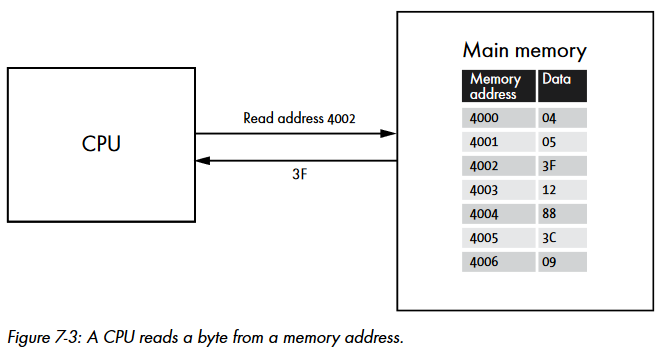 Main memory
Memory address Data
4000 04
4001 05
4002 3F
4003 12
4004 88
4005 3C
4006 09
CPU
Read address 4002
3F
Figure 7-3: A CPU reads a byte from a memory address.